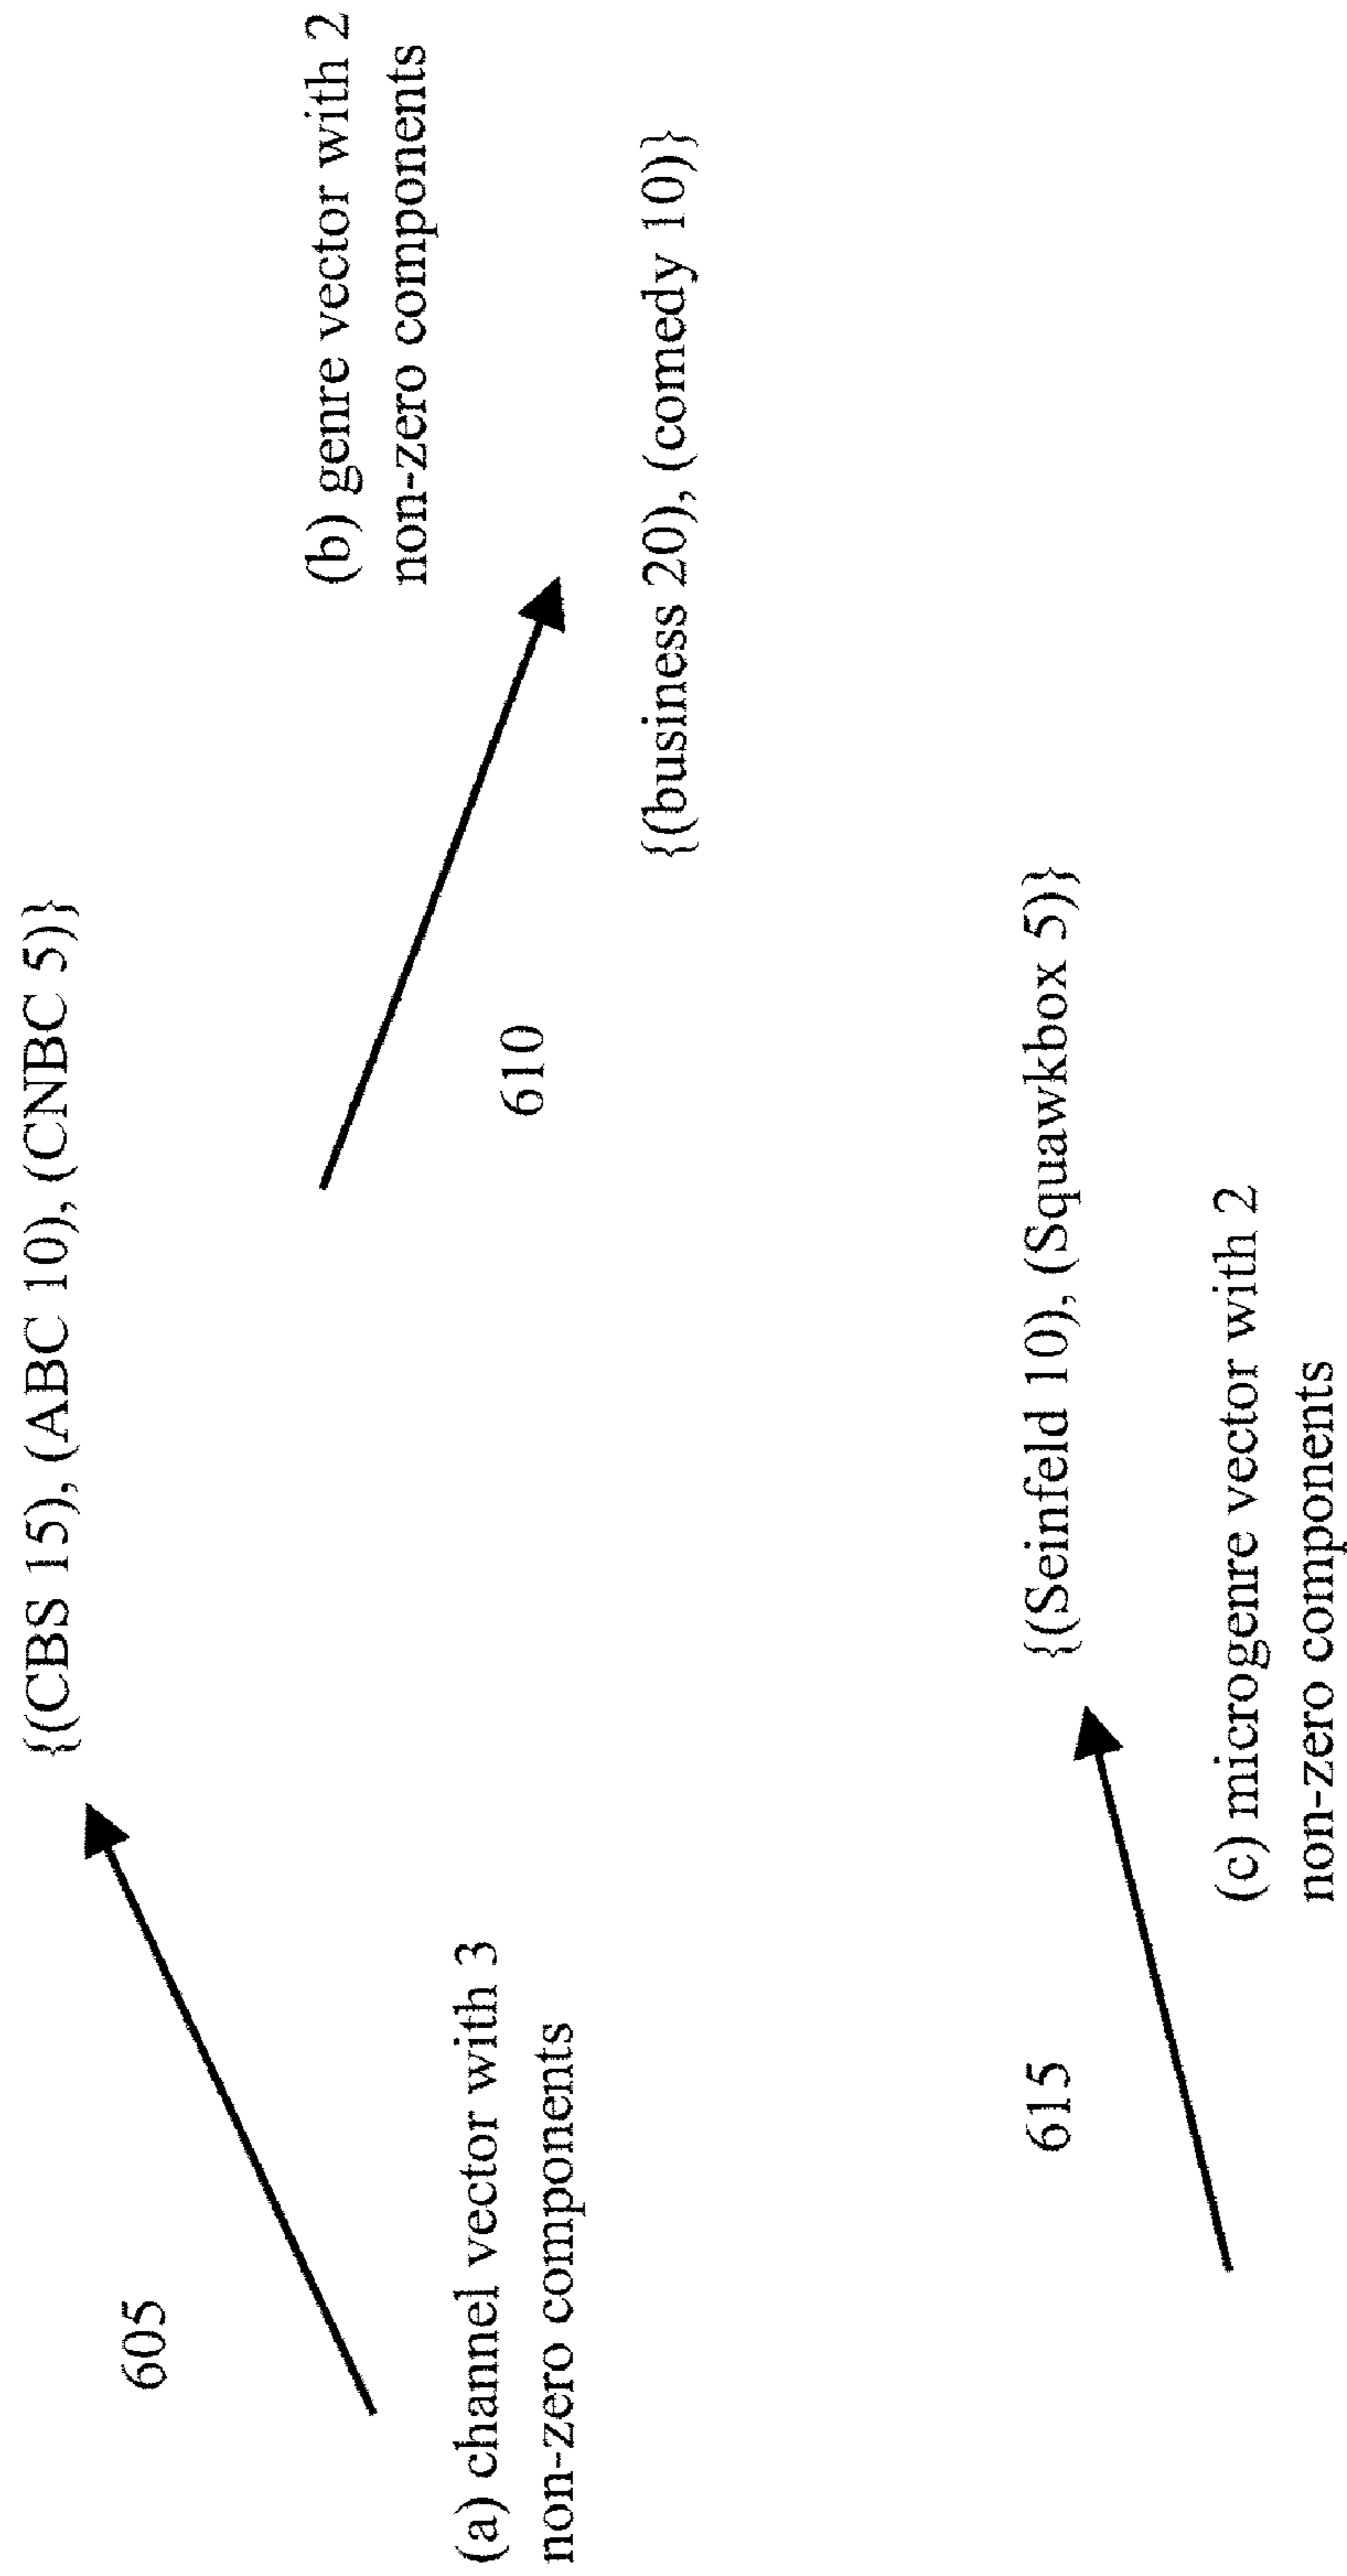 {(CBS 15), (ABC 10), (CNBC 5)}
605
(a) channel vector with 3
non-zero components
(b) genre vector with 2
non-zero components
610
{(business 20), (comedy 10)}
{(Seinfeld 10), (Squawkbox 5)}
615
(c) microgenre vector with 2
non-zero components